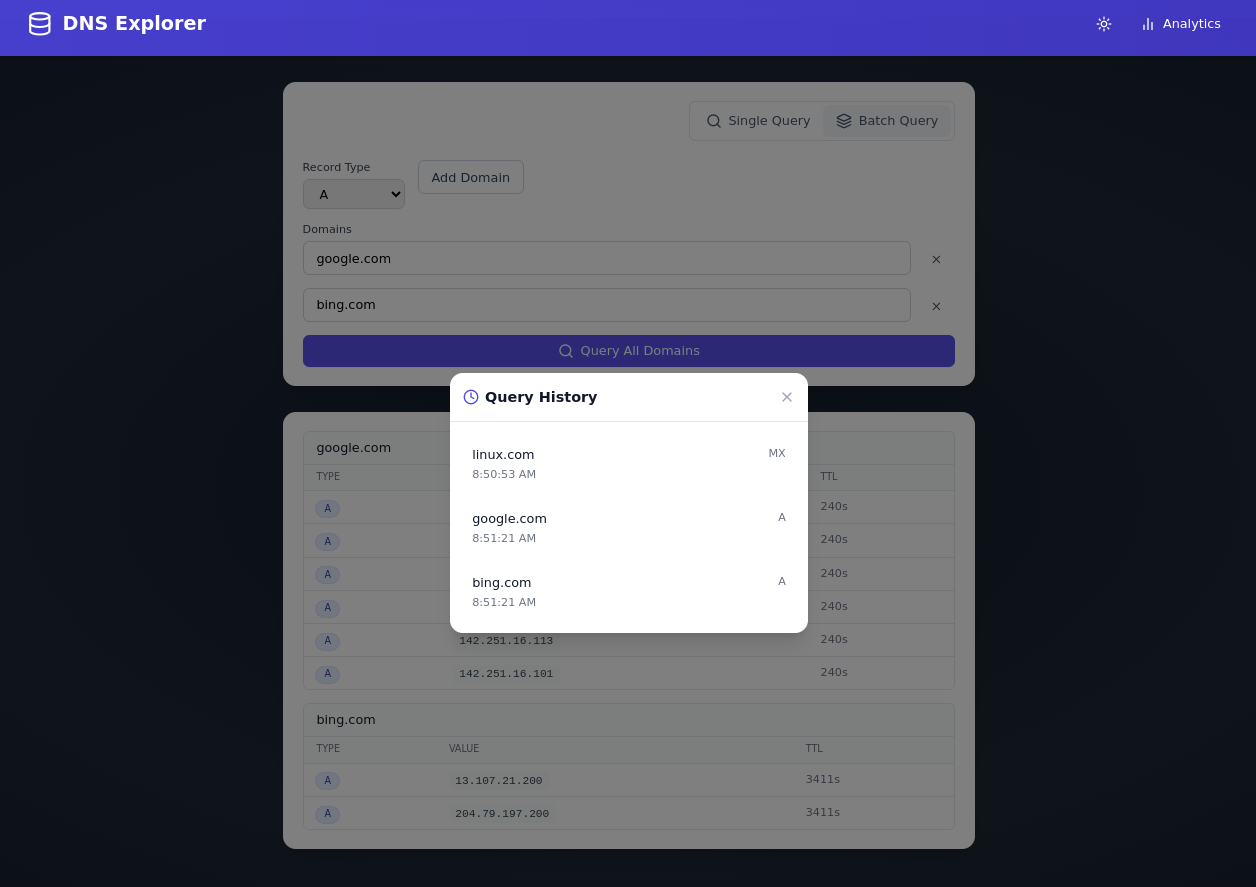 DNS Explorer
Analytics
Single Query
Batch Query
Record Type
A
Add Domain
Domains
google.com
×
bing.com
×
Query All Domains
Query History
×
linux.com
MX
8:50:53 AM
google.com
A
8:51:21 AM
bing.com
A
8:51:21 AM
google.com
TYPE
TTL
A
240s
A
240s
A
240s
A
240s
A
142.251.16.113
240s
A
142.251.16.101
240s
bing.com
TYPE
VALUE
TTL
A
13.107.21.200
3411s
A
204.79.197.200
3411s